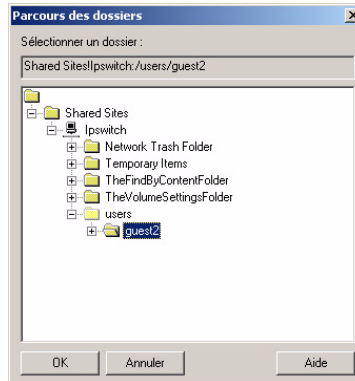 Parcours des dossiers
Sélectionner un dossier :
Shared Sites!Ipswitch:/users/guest2
Shared Sites
Ipswitch
Network Trash Folder
Temporary Items
TheFindByContentFolder
TheVolumeSettingsFolder
users
guest2
OK Annuler Aide